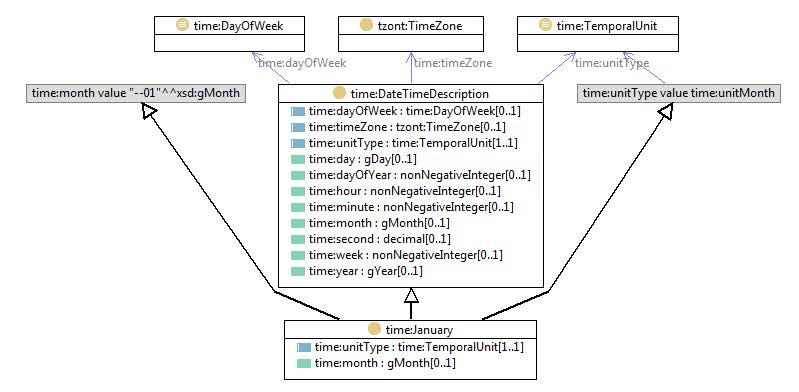 time:DayOfWeek
tzont:TimeZone
time:TemporalUnit
time:dayOfWeek
time:timeZone
time:unitType
time:month value "--01"^^xsd:gMonth
time:DateTimeDescription
time:unitType value time:unitMonth
time:dayOfWeek : time:DayOfWeek[0..1]
time:timeZone : tzont:TimeZone[0..1]
time:unitType : time:TemporalUnit[1..1]
time:day : gDay[0..1]
time:dayOfYear : nonNegativeInteger[0..1]
time:hour : nonNegativeInteger[0..1]
time:minute : nonNegativeInteger[0..1]
time:month : gMonth[0..1]
time:second : decimal[0..1]
time:week : nonNegativeInteger[0..1]
time:year : gYear[0..1]
time:January
time:unitType : time:TemporalUnit[1..1]
time:month : gMonth[0..1]